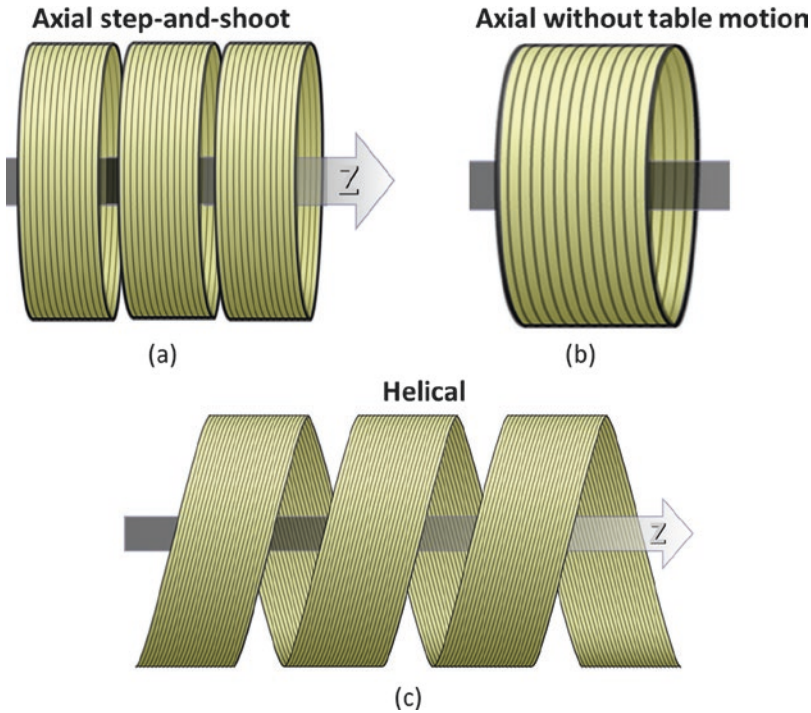 Axial step-and-shoot
Axial without table motion
Z
(a)
(b)
Helical
Z
(c)